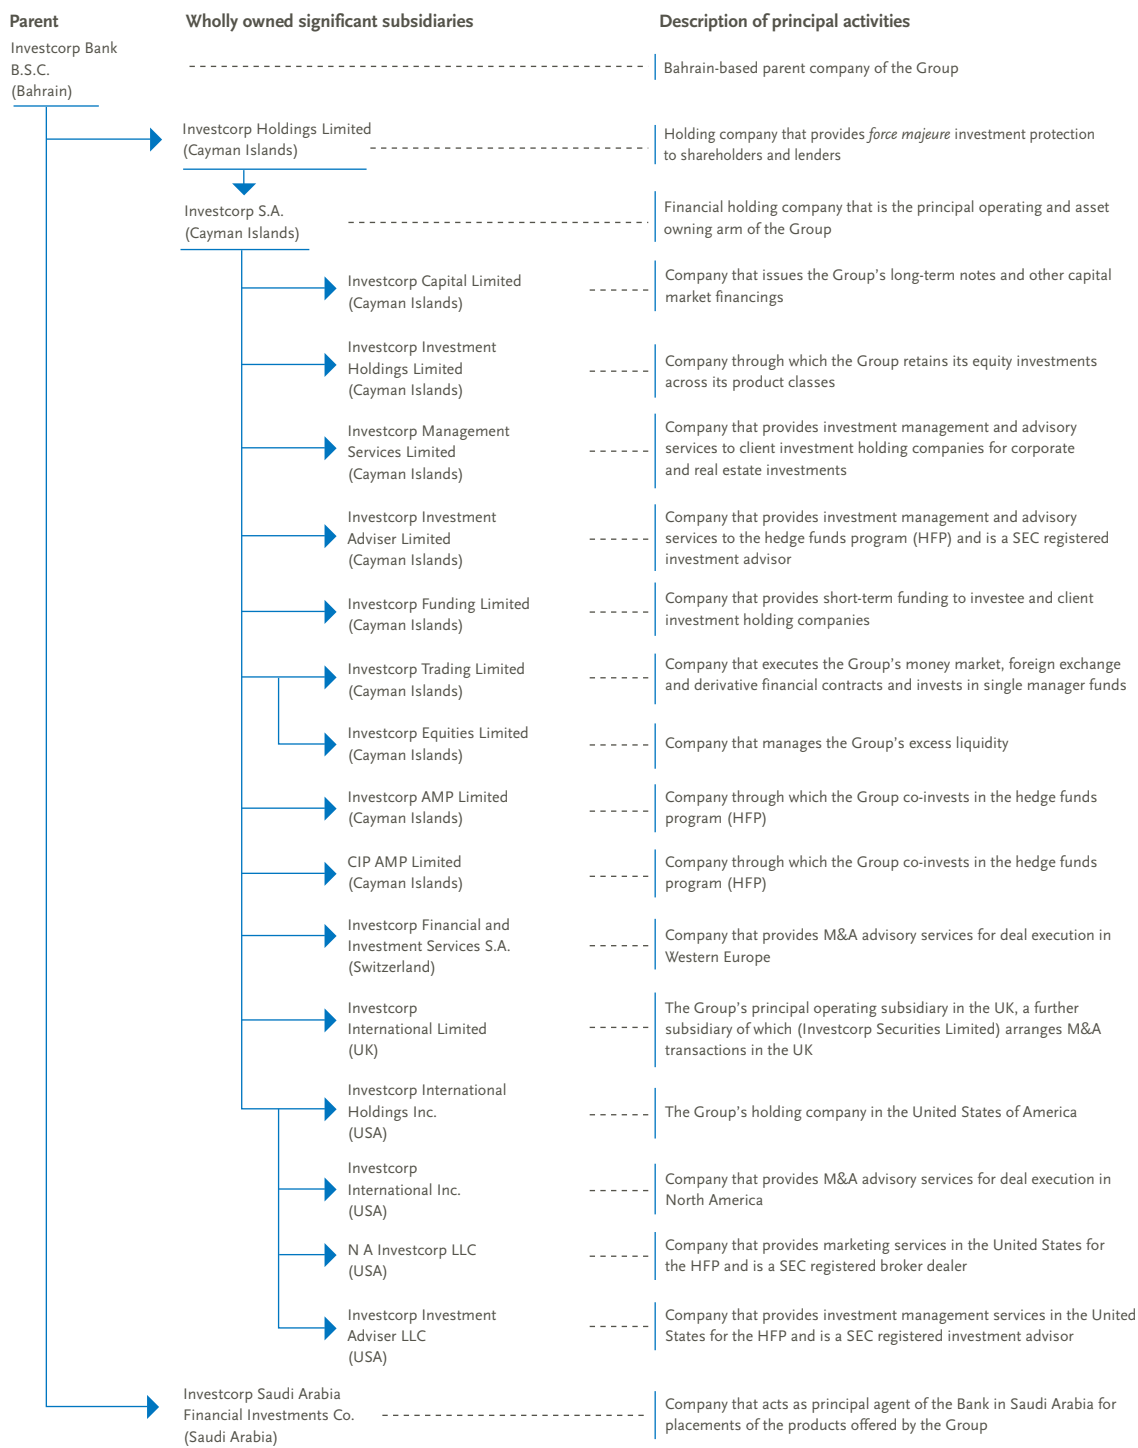 Parent
Wholly owned significant subsidiaries
Description of principal activities
Investcorp Bank
B.S.C.
(Bahrain)
Bahrain-based parent company of the Group
Investcorp Holdings Limited
(Cayman Islands)
Holding company that provides force majeure investment protection
to shareholders and lenders
Investcorp S.A.
(Cayman Islands)
Financial holding company that is the principal operating and asset
owning arm of the Group
Investcorp Capital Limited
(Cayman Islands)
Company that issues the Group’s long-term notes and other capital
market financings
Investcorp Investment
Holdings Limited
(Cayman Islands)
Company through which the Group retains its equity investments
across its product classes
Investcorp Management
Services Limited
(Cayman Islands)
Company that provides investment management and advisory
services to client investment holding companies for corporate
and real estate investments
Investcorp Investment
Adviser Limited
(Cayman Islands)
Company that provides investment management and advisory
services to the hedge funds program (HFP) and is a SEC registered
investment advisor
Investcorp Funding Limited
(Cayman Islands)
Company that provides short-term funding to investee and client
investment holding companies
Investcorp Trading Limited
(Cayman Islands)
Company that executes the Group’s money market, foreign exchange
and derivative financial contracts and invests in single manager funds
Investcorp Equities Limited
(Cayman Islands)
Company that manages the Group’s excess liquidity
Investcorp AMP Limited
(Cayman Islands)
Company through which the Group co-invests in the hedge funds
program (HFP)
CIP AMP Limited
(Cayman Islands)
Company through which the Group co-invests in the hedge funds
program (HFP)
Investcorp Financial and
Investment Services S.A.
(Switzerland)
Company that provides M&A advisory services for deal execution in
Western Europe
Investcorp
International Limited
(UK)
The Group’s principal operating subsidiary in the UK, a further
subsidiary of which (Investcorp Securities Limited) arranges M&A
transactions in the UK
Investcorp International
Holdings Inc.
(USA)
The Group’s holding company in the United States of America
Investcorp
International Inc.
(USA)
Company that provides M&A advisory services for deal execution in
North America
N A Investcorp LLC
(USA)
Company that provides marketing services in the United States for
the HFP and is a SEC registered broker dealer
Investcorp Investment
Adviser LLC
(USA)
Company that provides investment management services in the United
States for the HFP and is a SEC registered investment advisor
Investcorp Saudi Arabia
Financial Investments Co.
(Saudi Arabia)
Company that acts as principal agent of the Bank in Saudi Arabia for
placements of the products offered by the Group